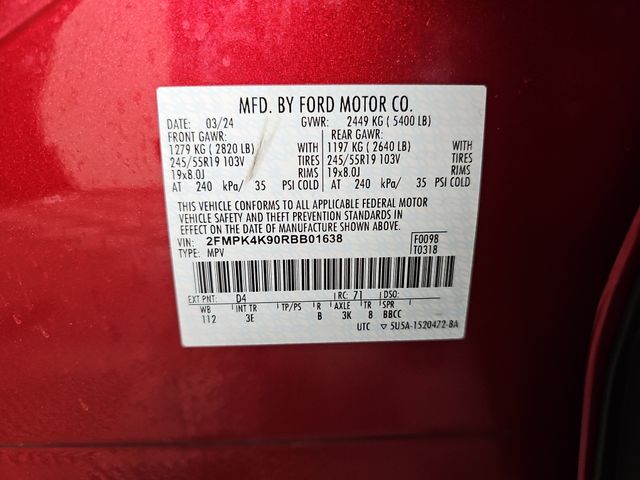 MFD. BY FORD MOTOR CO.
DATE: 03/24 GVWR: 2449 KG ( 5400 LB)
FRONT GAWR: REAR GAWR:
1279 KG ( 2820 LB) WITH 1197 KG ( 2640 LB) WITH
245/55R19 103V TIRES 245/55R19 103V TIRES
19x8.0J RIMS 19x8.0J RIMS
AT 240 kPa/ 35 PSI COLD AT 240 kPa/ 35 PSI COLD
THIS VEHICLE CONFORMS TO ALL APPLICABLE FEDERAL MOTOR
VEHICLE SAFETY AND THEFT PREVENTION STANDARDS IN
EFFECT ON THE DATE OF MANUFACTURE SHOWN ABOVE.
VIN: 2FMPK4K90RBB01638 F0098
TYPE: MPV T0318
EXT PNT: D4 RC: 71 DSO:
WB INT TR TP/PS R AXLE TR SPR
112 3E B 3K 8 BBCC
UTC ▽ 5U5A-1520472-BA